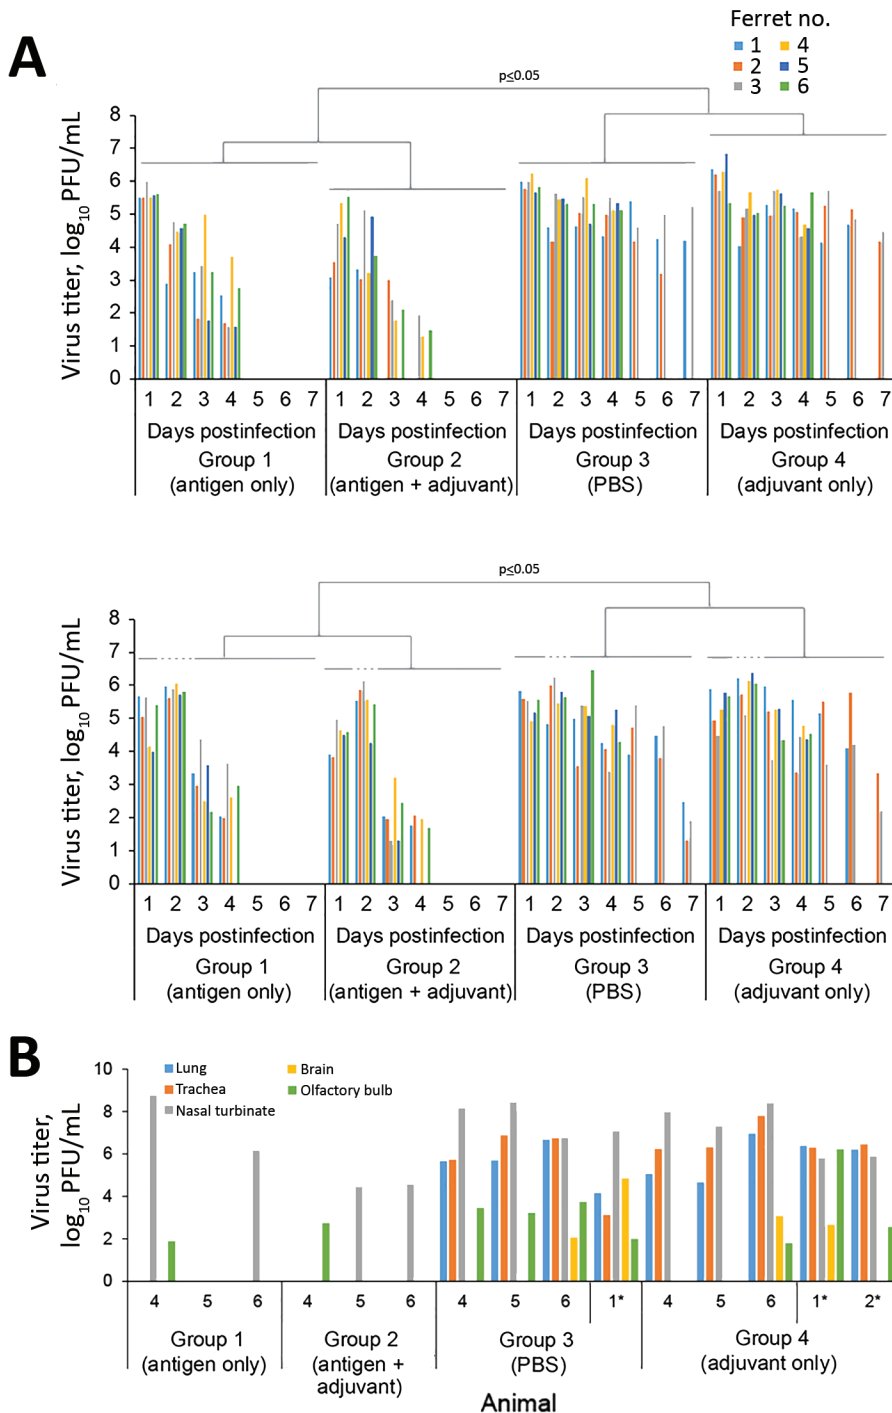 Ferret no.
1 4
2 5
3 6
A
p≤0.05
8
7
6
5
4
3
2
1
0
Virus titer, log10 PFU/mL
1 2 3 4 5 6 7 1 2 3 4 5 6 7 1 2 3 4 5 6 7 1 2 3 4 5 6 7
Days postinfection Days postinfection Days postinfection Days postinfection
Group 1 Group 2 Group 3 Group 4
(antigen only) (antigen + adjuvant) (PBS) (adjuvant only)
p≤0.05
8
7
6
5
4
3
2
1
0
Virus titer, log10 PFU/mL
1 2 3 4 5 6 7 1 2 3 4 5 6 7 1 2 3 4 5 6 7 1 2 3 4 5 6 7
Days postinfection Days postinfection Days postinfection Days postinfection
Group 1 Group 2 Group 3 Group 4
(antigen only) (antigen + adjuvant) (PBS) (adjuvant only)
B
Lung Brain
Trachea Olfactory bulb
Nasal turbinate
10
8
6
4
2
0
Virus titer,
log10 PFU/mL
4 5 6 4 5 6 4 5 6 1* 4 5 6 1* 2*
Group 1 Group 2 Group 3 Group 4
(antigen only) (antigen + (PBS) (adjuvant only)
adjuvant)
Animal